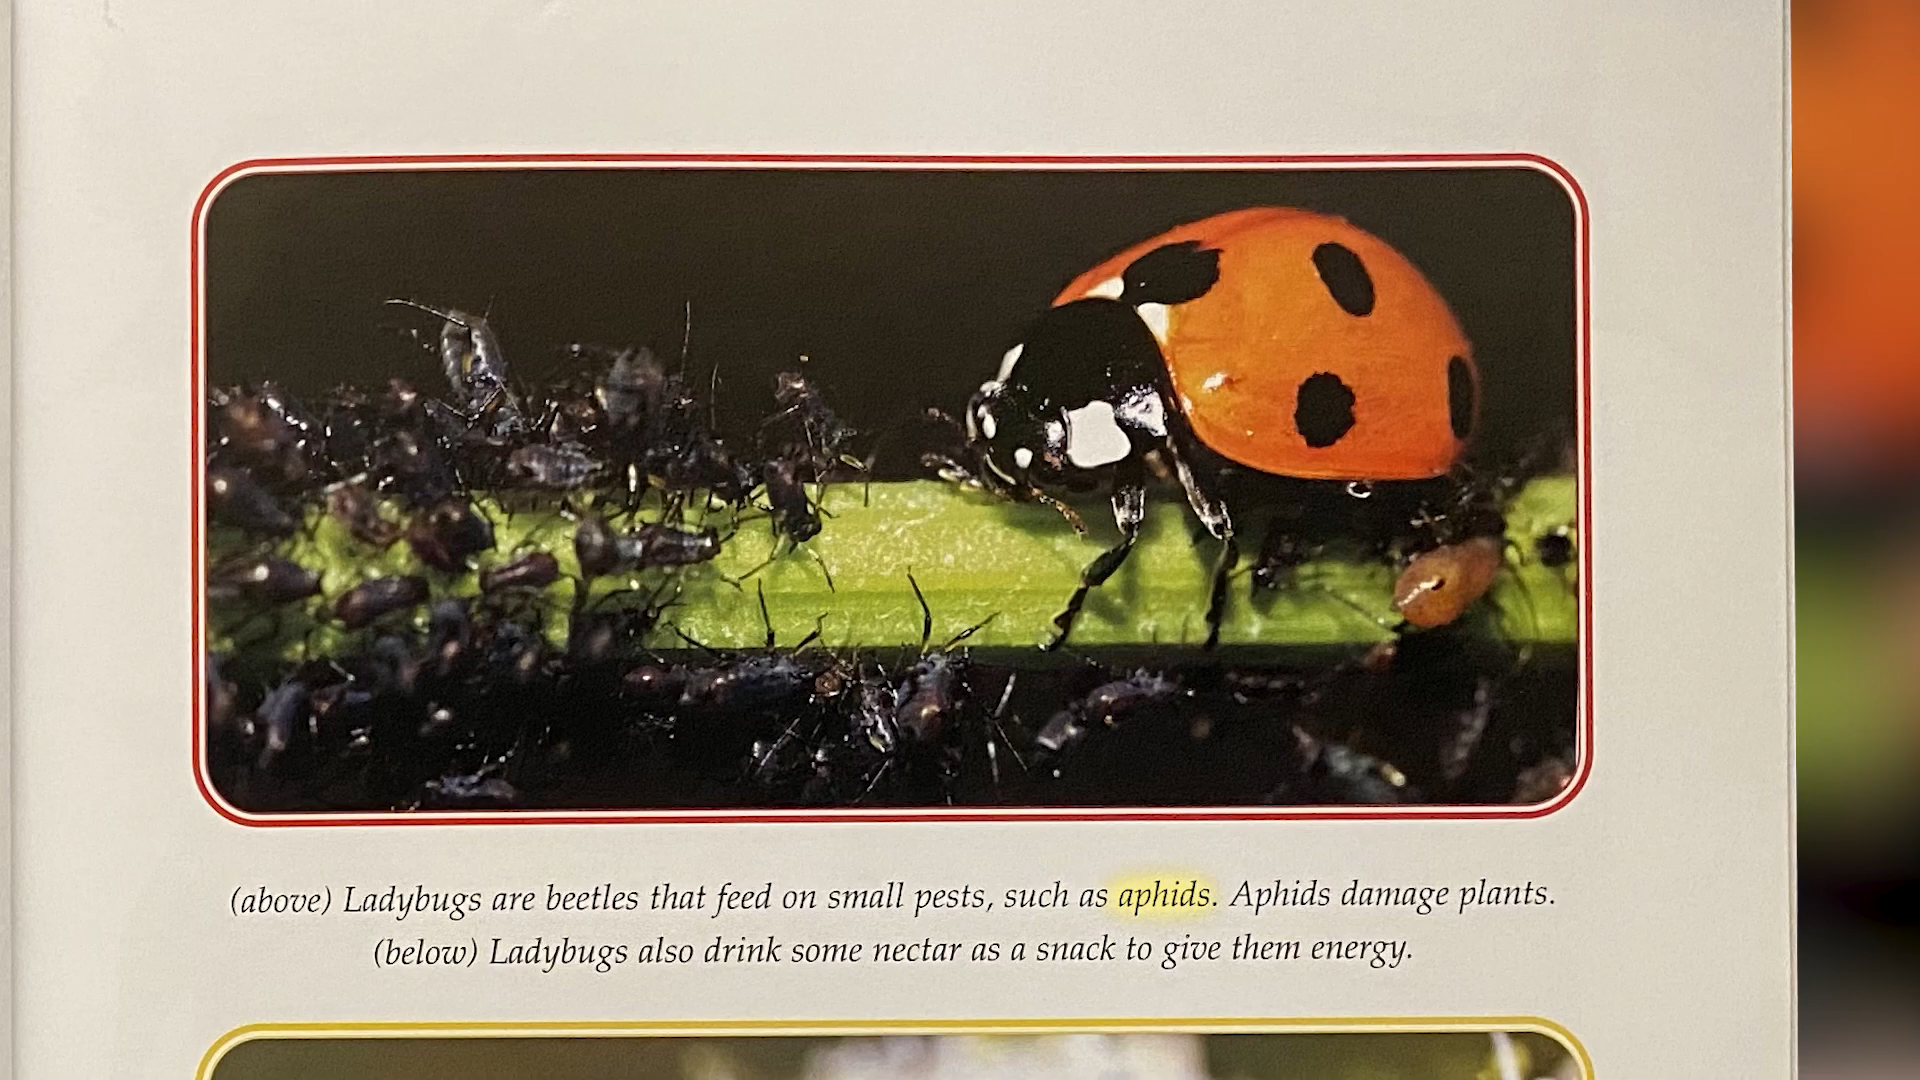 (above) Ladybugs are beetles that feed on small pests, such as aphids. Aphids damage plants.
(below) Ladybugs also drink some nectar as a snack to give them energy.